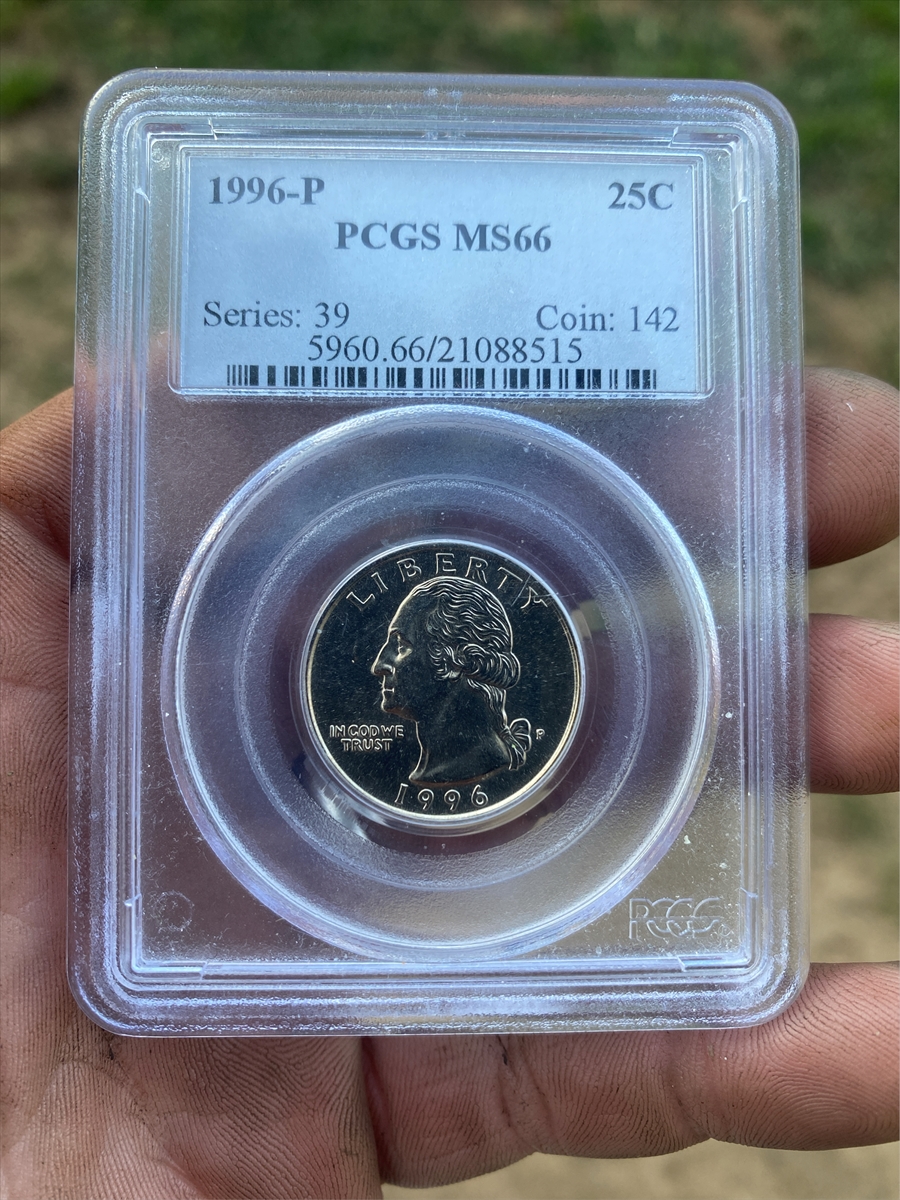 1996-P 25C
PCGS MS66
Series: 39 Coin: 142
5960.66/21088515
LIBERTY
IN GOD WE
TRUST
P
1996
PCGS